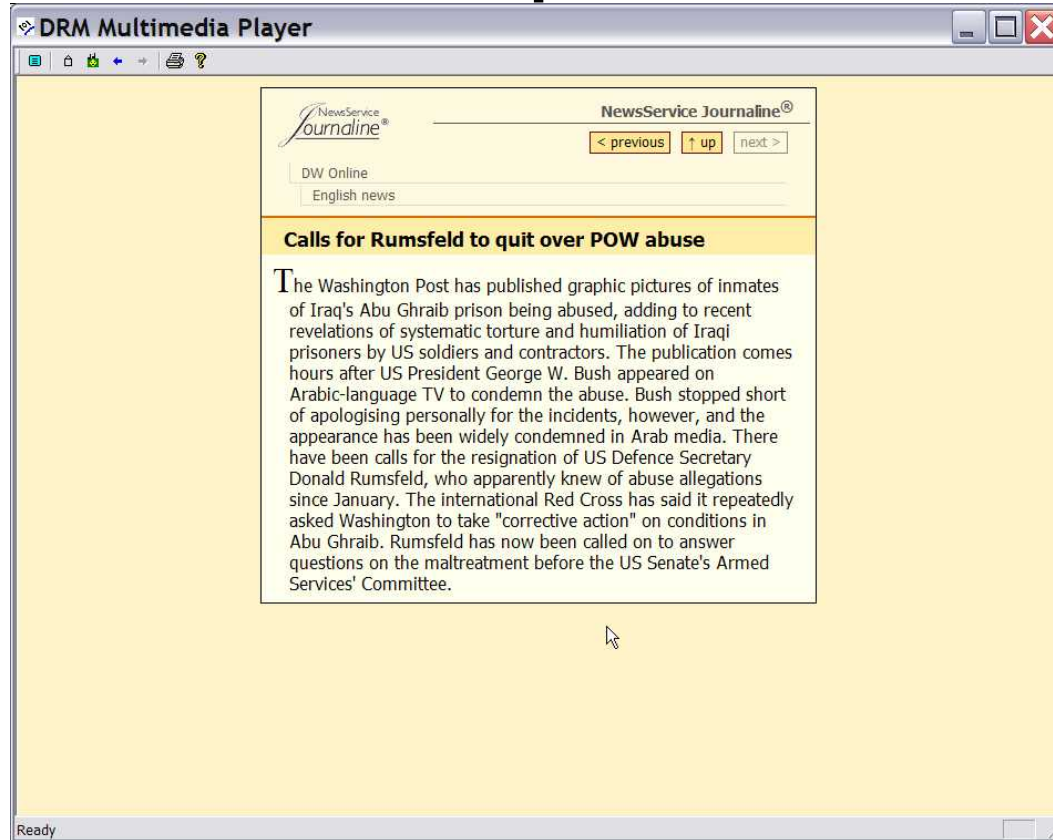 DRM Multimedia Player
NewsService
Journaline®
NewsService Journaline®
< previous ↑ up next >
DW Online
English news
Calls for Rumsfeld to quit over POW abuse
The Washington Post has published graphic pictures of inmates
of Iraq's Abu Ghraib prison being abused, adding to recent
revelations of systematic torture and humiliation of Iraqi
prisoners by US soldiers and contractors. The publication comes
hours after US President George W. Bush appeared on
Arabic-language TV to condemn the abuse. Bush stopped short
of apologising personally for the incidents, however, and the
appearance has been widely condemned in Arab media. There
have been calls for the resignation of US Defence Secretary
Donald Rumsfeld, who apparently knew of abuse allegations
since January. The international Red Cross has said it repeatedly
asked Washington to take "corrective action" on conditions in
Abu Ghraib. Rumsfeld has now been called on to answer
questions on the maltreatment before the US Senate's Armed
Services' Committee.
Ready